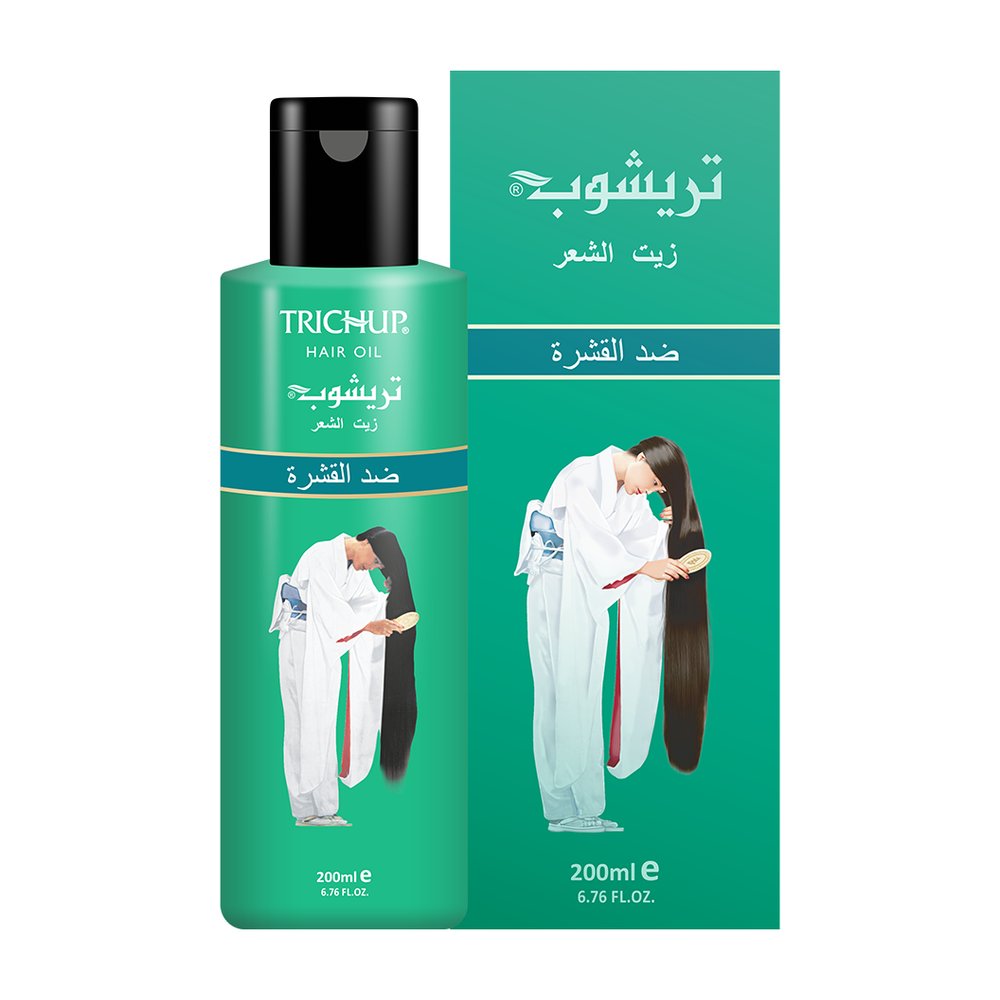 TRICHUP®
HAIR OIL
تريشوب®
زيت الشعر
ضد القشرة
200ml e
6.76 FL.OZ.
تريشوب®
زيت الشعر
ضد القشرة
200ml e
6.76 FL.OZ.